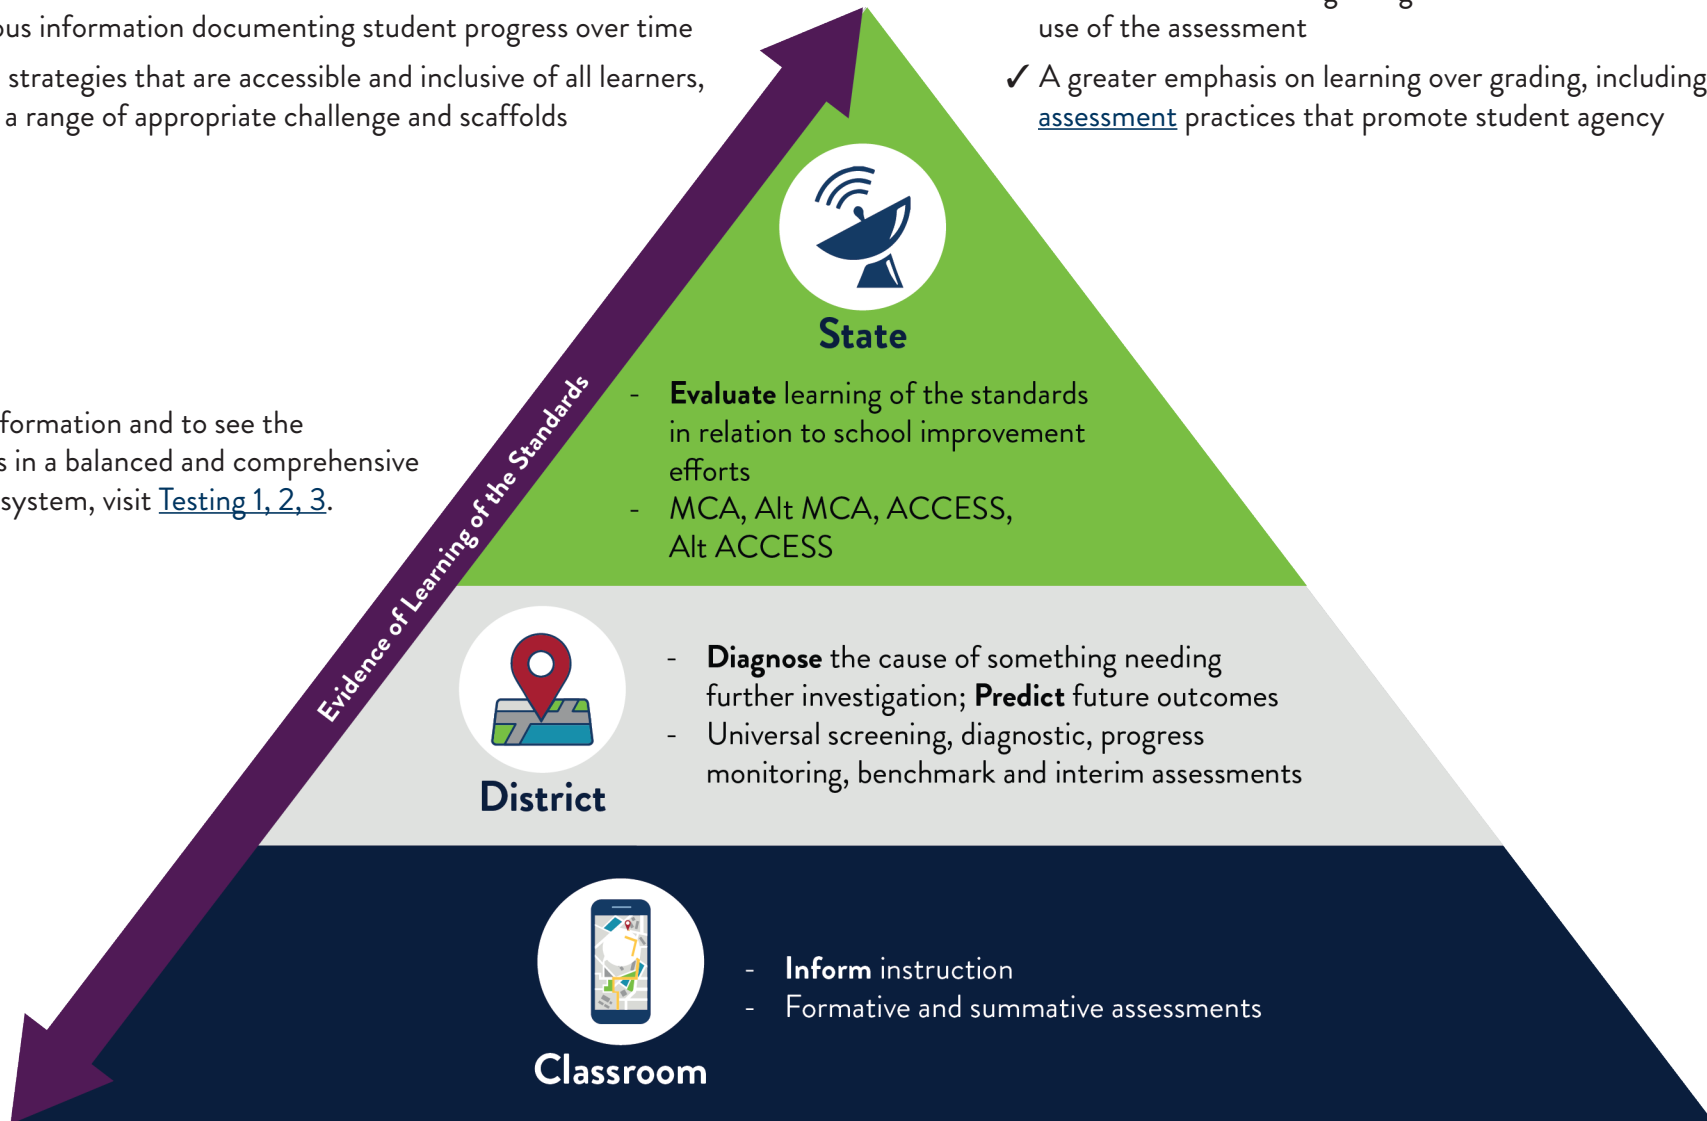 ous information documenting student progress over time
strategies that are accessible and inclusive of all learners,
a range of appropriate challenge and scaffolds
use of the assessment
✓ A greater emphasis on learning over grading, including
assessment practices that promote student agency
formation and to see the
s in a balanced and comprehensive
system, visit Testing 1, 2, 3.
Evidence of Learning of the Standards
State
- Evaluate learning of the standards
in relation to school improvement
efforts
- MCA, Alt MCA, ACCESS,
Alt ACCESS
District
- Diagnose the cause of something needing
further investigation; Predict future outcomes
- Universal screening, diagnostic, progress
monitoring, benchmark and interim assessments
Classroom
- Inform instruction
- Formative and summative assessments